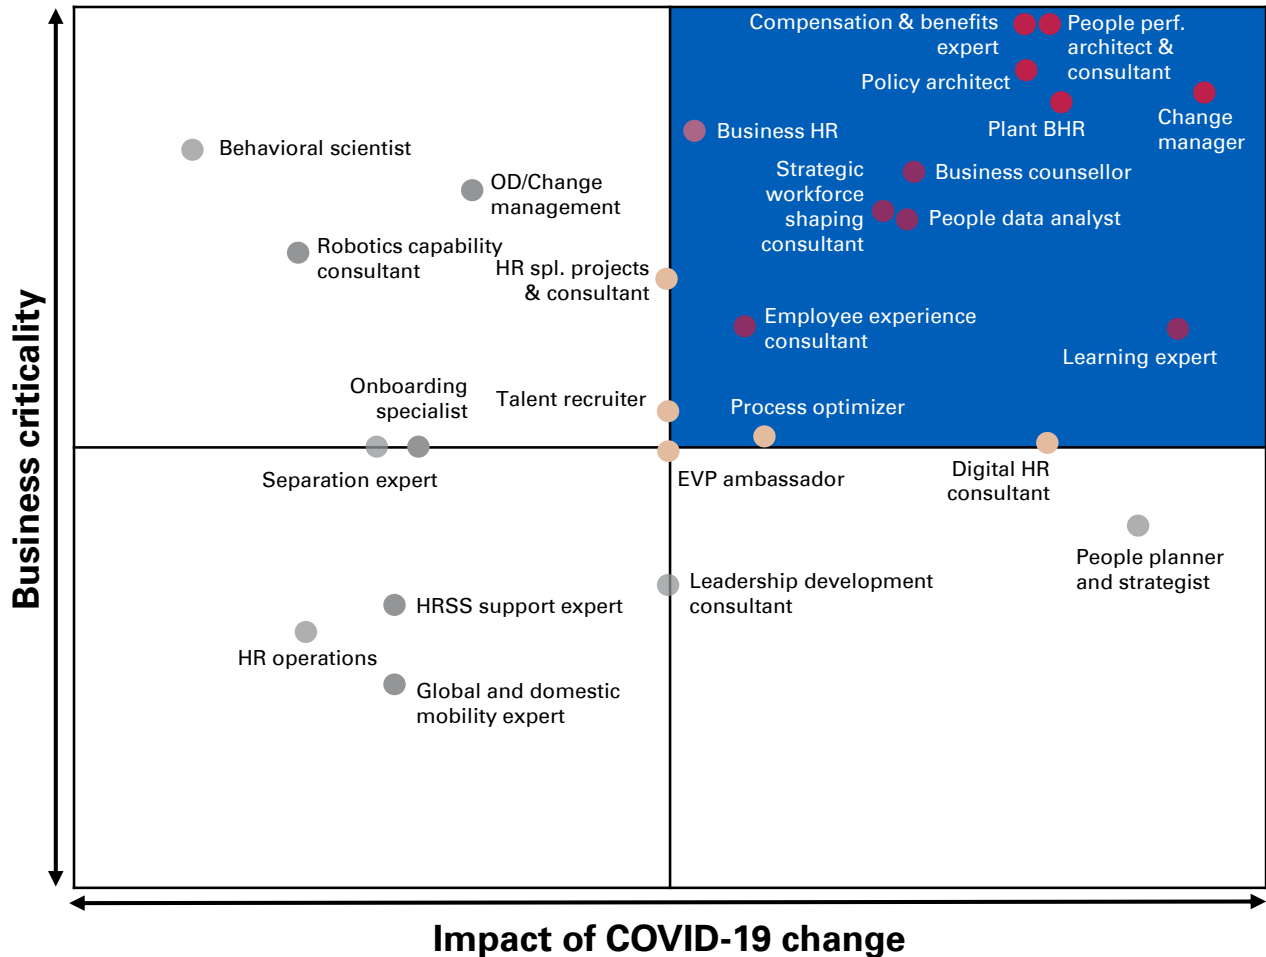 Compensation & benefits
expert
People perf.
architect &
consultant
Policy architect
Change
manager
Plant BHR
Business HR
Behavioral scientist
OD/Change
management
Strategic
workforce
shaping
consultant
Business counsellor
People data analyst
Robotics capability
consultant
HR spl. projects
& consultant
Employee experience
consultant
Learning expert
Onboarding
specialist
Talent recruiter
Process optimizer
Separation expert
EVP ambassador
Digital HR
consultant
People planner
and strategist
Leadership development
consultant
HRSS support expert
HR operations
Global and domestic
mobility expert
Business criticality
Impact of COVID-19 change